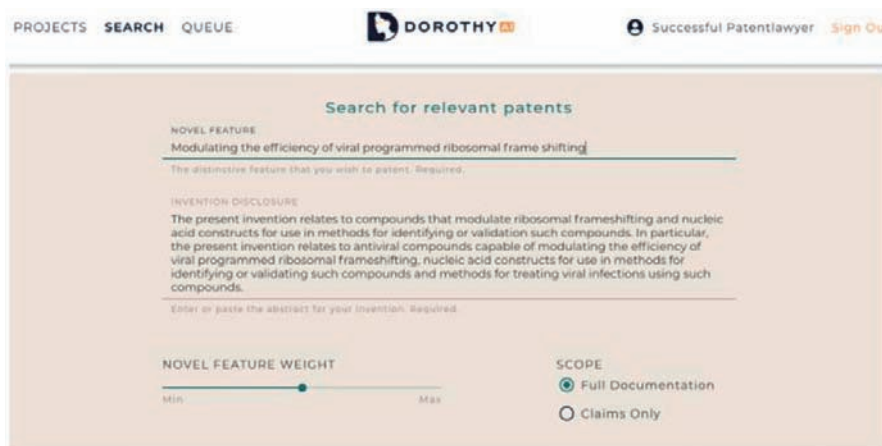 PROJECTS SEARCH QUEUE DOROTHY AI Successful Patentlawyer Sign Ou
Search for relevant patents
NOVEL FEATURE
Modulating the efficiency of viral programmed ribosomal frame shifting
The distinctive feature that you wish to patent. Required.
INVENTION DISCLOSURE
The present invention relates to compounds that modulate ribosomal frameshifting and nucleic
acid constructs for use in methods for identifying or validation such compounds. In particular,
the present invention relates to antiviral compounds capable of modulating the efficiency of
viral programmed ribosomal frameshifting, nucleic acid constructs for use in methods for
identifying or validating such compounds and methods for treating viral infections using such
compounds.
Enter or paste the abstract for your invention. Required.
NOVEL FEATURE WEIGHT
Min Max
SCOPE
Full Documentation
Claims Only